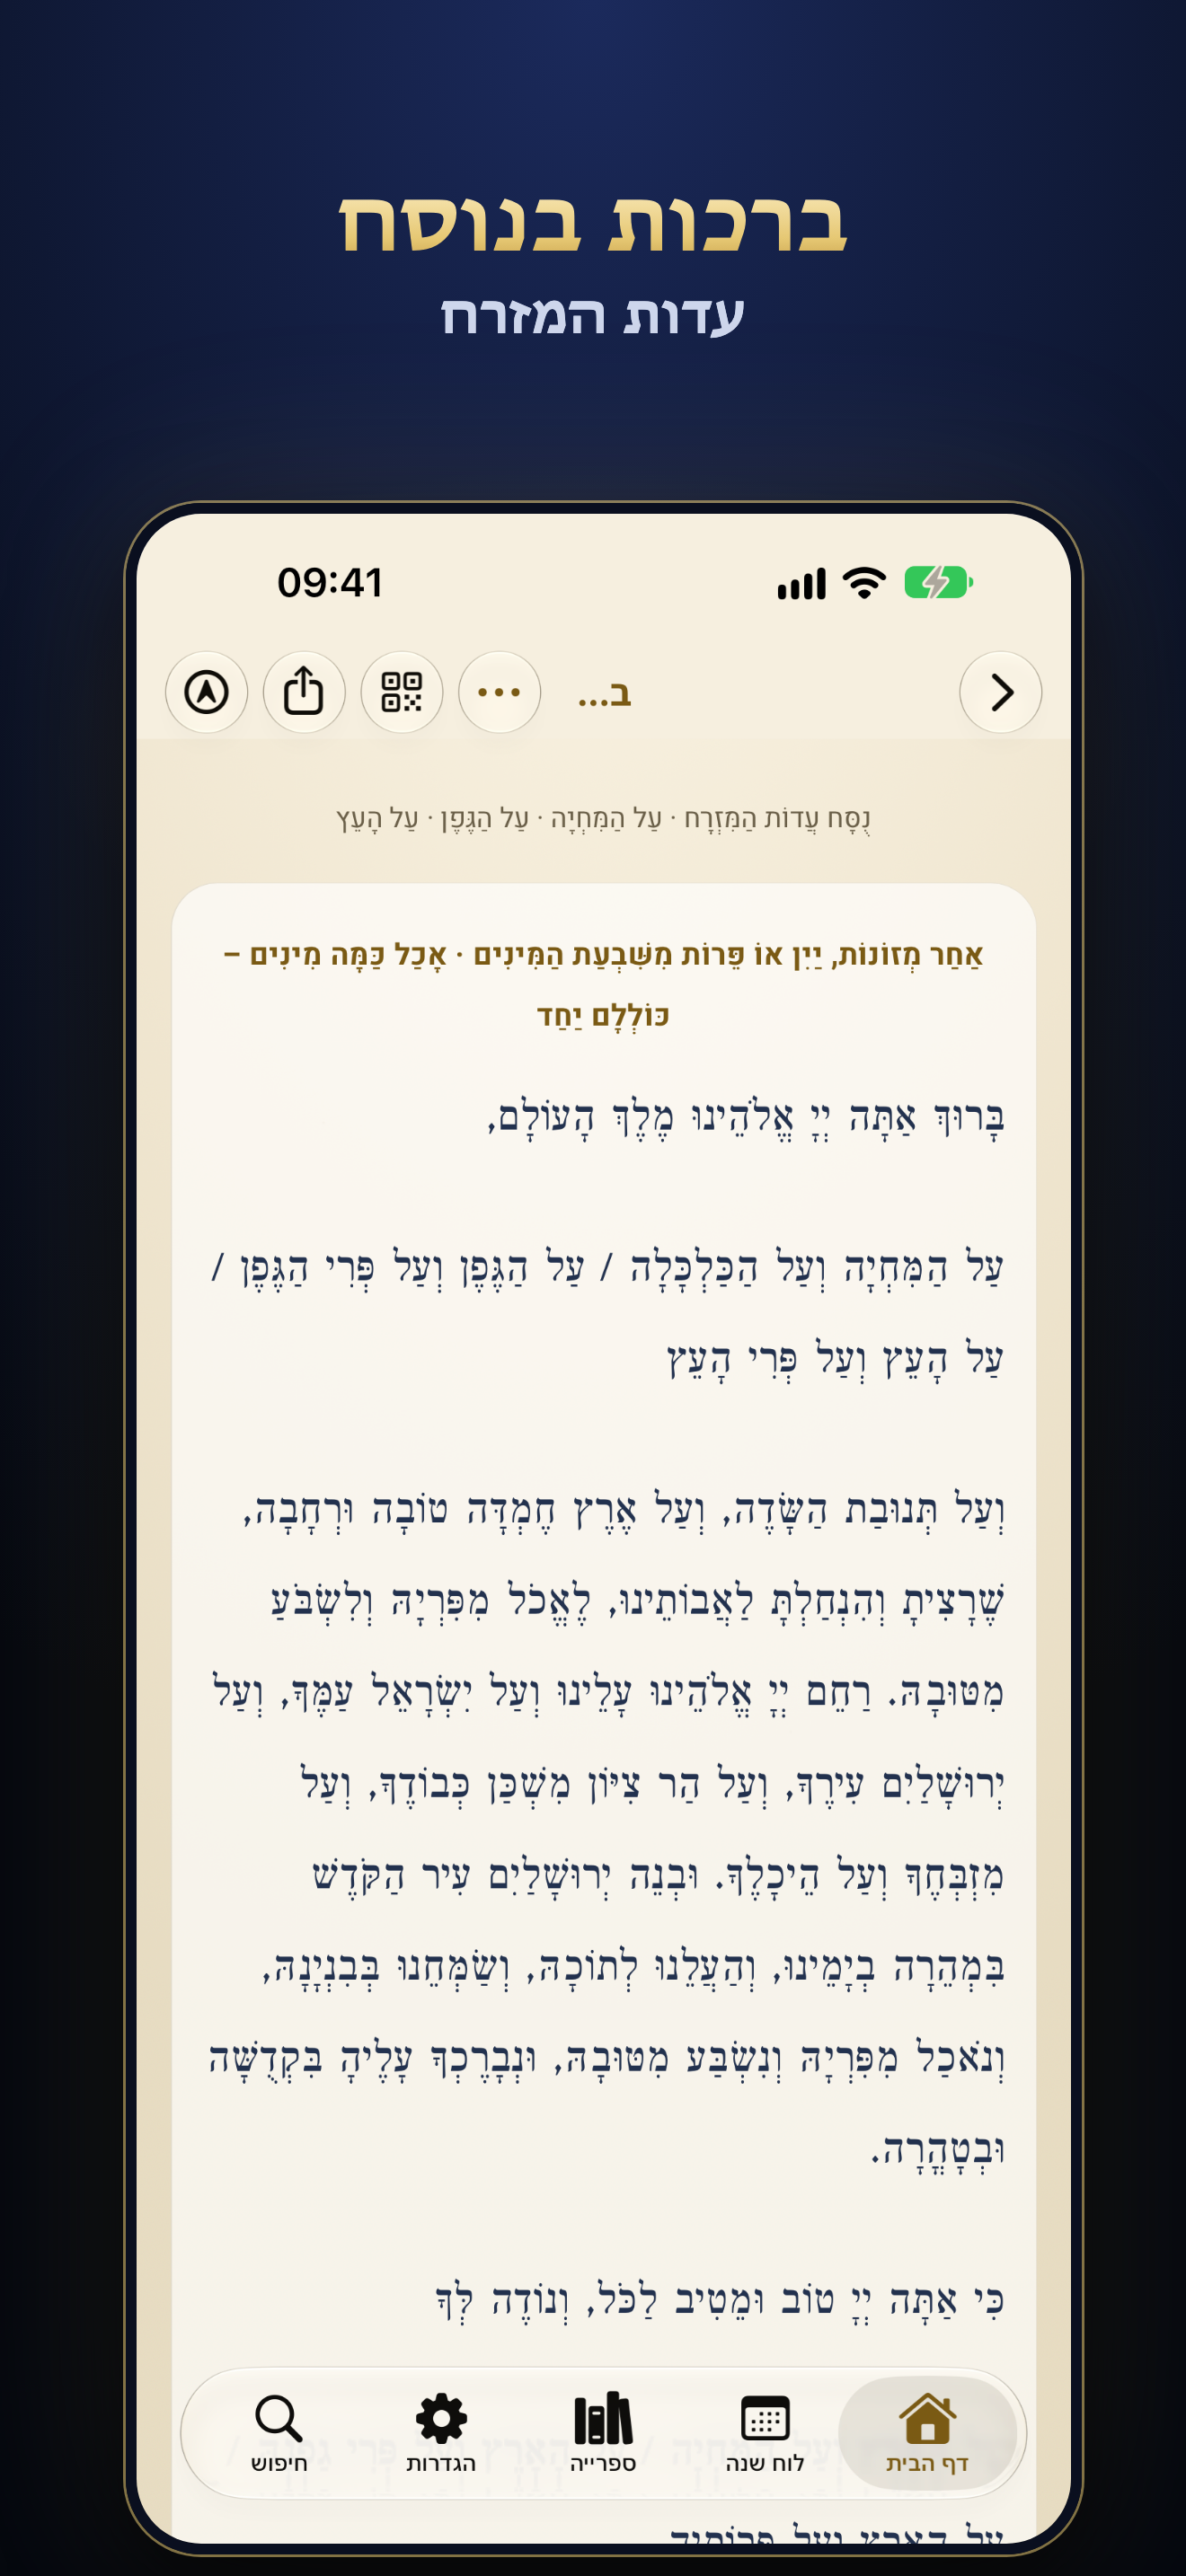 ברכות בנוסח
עדות המזרח
09:41
ב...
נֻסָּח עֲדוֹת הַמִּזְרָח · עַל הַמִּחְיָה · עַל הַגֶּפֶן · עַל הָעֵץ
אַחַר מְזוֹנוֹת, יַיִן אוֹ פֵּרוֹת מִשִּׁבְעַת הַמִּינִים · אָכַל כַּמָּה מִינִים –
כּוֹלְלָם יַחַד
בָּרוּךְ אַתָּה יְיָ אֱלֹהֵינוּ מֶלֶךְ הָעוֹלָם,
עַל הַמִּחְיָה וְעַל הַכַּלְכָּלָה / עַל הַגֶּפֶן וְעַל פְּרִי הַגֶּפֶן /
עַל הָעֵץ וְעַל פְּרִי הָעֵץ
וְעַל תְּנוּבַת הַשָּׂדֶה, וְעַל אֶרֶץ חֶמְדָּה טוֹבָה וּרְחָבָה,
שֶׁרָצִיתָ וְהִנְחַלְתָּ לַאֲבוֹתֵינוּ, לֶאֱכֹל מִפִּרְיָהּ וְלִשְׂבֹּעַ
מִטּוּבָהּ. רַחֵם יְיָ אֱלֹהֵינוּ עָלֵינוּ וְעַל יִשְׂרָאֵל עַמֶּךָ, וְעַל
יְרוּשָׁלַיִם עִירֶךָ, וְעַל הַר צִיּוֹן מִשְׁכַּן כְּבוֹדֶךָ, וְעַל
מִזְבְּחֶךָ וְעַל הֵיכָלֶךָ. וּבְנֵה יְרוּשָׁלַיִם עִיר הַקֹּדֶשׁ
בִּמְהֵרָה בְיָמֵינוּ, וְהַעֲלֵנוּ לְתוֹכָהּ, וְשַׂמְּחֵנוּ בְּבִנְיָנָהּ,
וְנֹאכַל מִפִּרְיָהּ וְנִשְׂבַּע מִטּוּבָהּ, וּנְבָרֶכְךָ עָלֶיהָ בִּקְדֻשָּׁה
וּבְטָהֳרָה.
כִּי אַתָּה יְיָ טוֹב וּמֵטִיב לַכֹּל, וְנוֹדֶה לְּךָ
דף הבית
לוח שנה
ספרייה
הגדרות
חיפוש